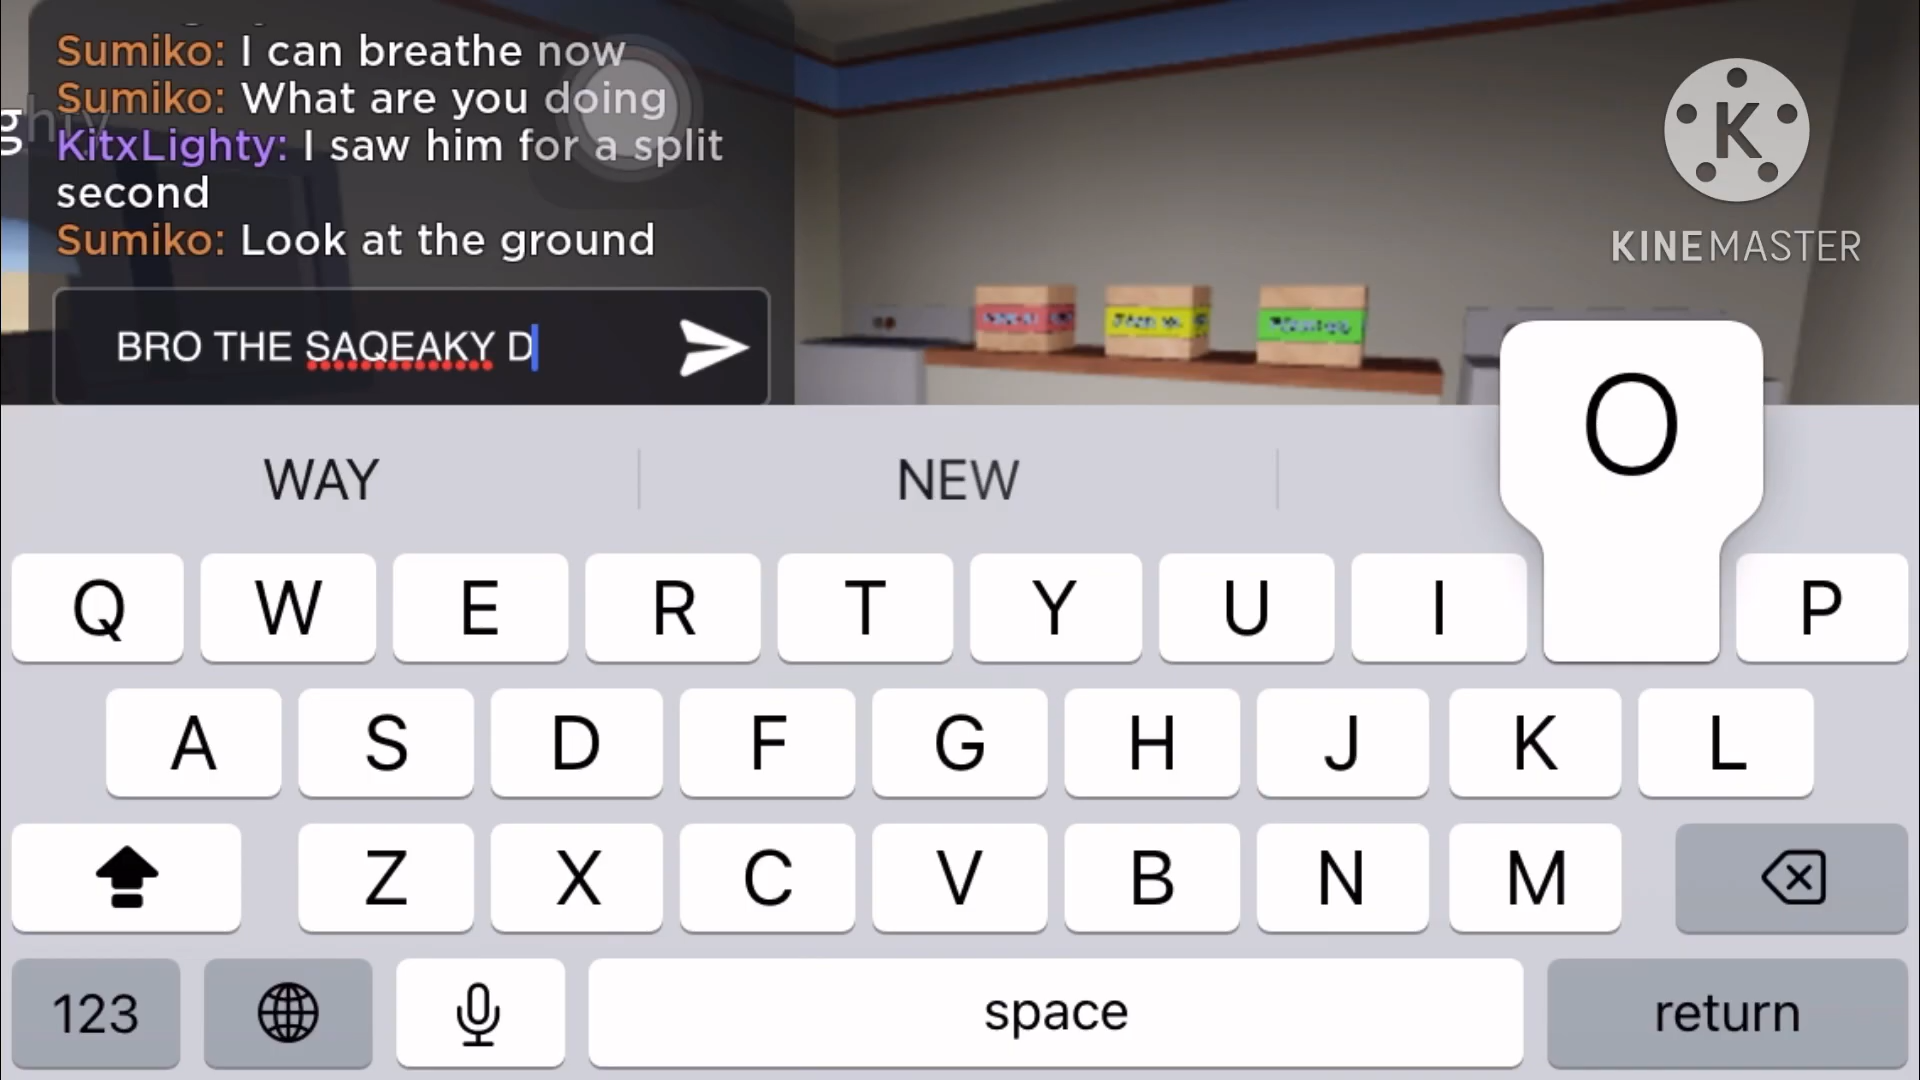 Sumiko: I can breathe now
Sumiko: What are you doing
KitxLighty: I saw him for a split
second
Sumiko: Look at the ground
BRO THE SAQEAKY D
K
KINEMASTER
WAY
NEW
O
Q W E R T Y U I P
A S D F G H J K L
Z X C V B N M
123
space
return